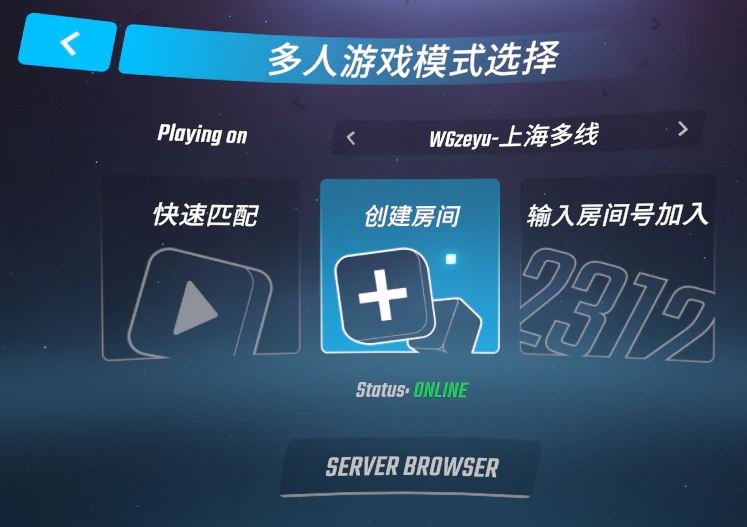 多人游戏模式选择
Playing on
WGzeyu-上海多线
快速匹配
创建房间
输入房间号加入
2312
Status: ONLINE
SERVER BROWSER